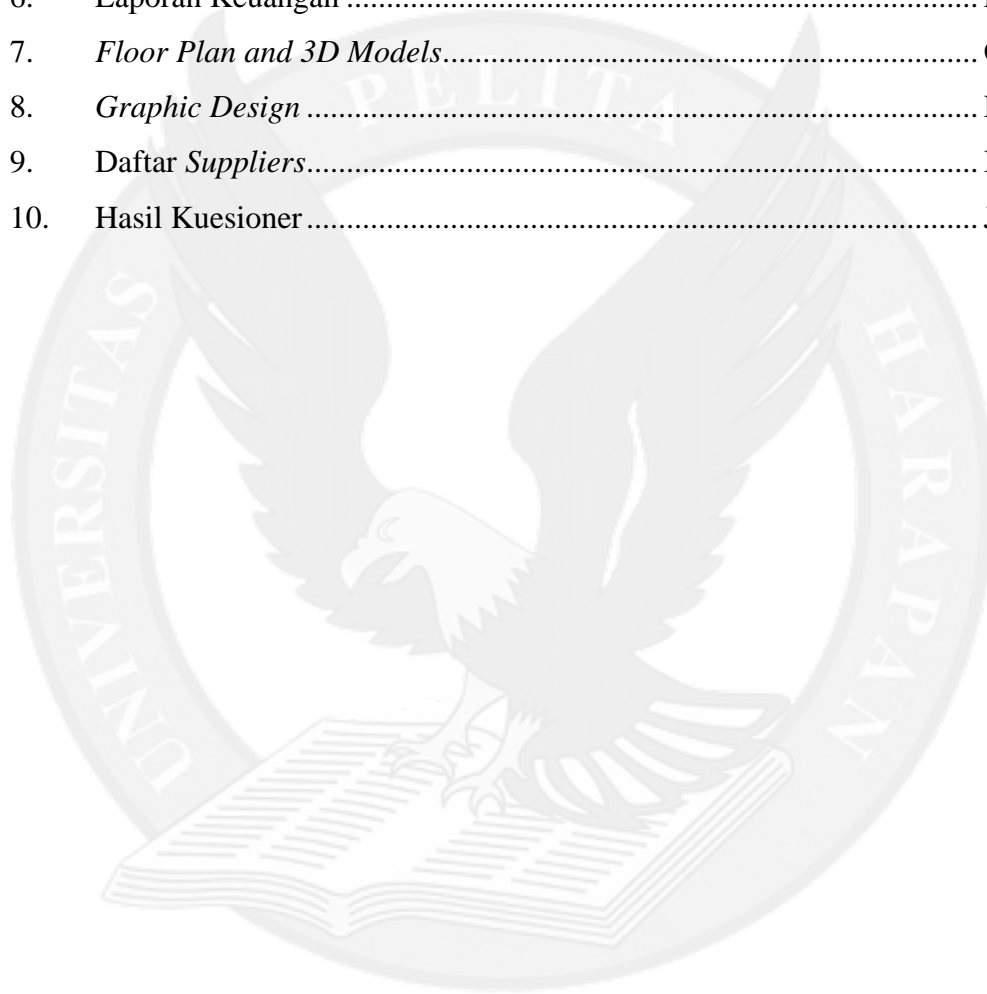 6. Laporan Keuangan ........................................................
7. Floor Plan and 3D Models........................................................
8. Graphic Design ........................................................
9. Daftar Suppliers........................................................
10. Hasil Kuesioner ........................................................ J
UNIVERSITAS PELITA HARAPAN